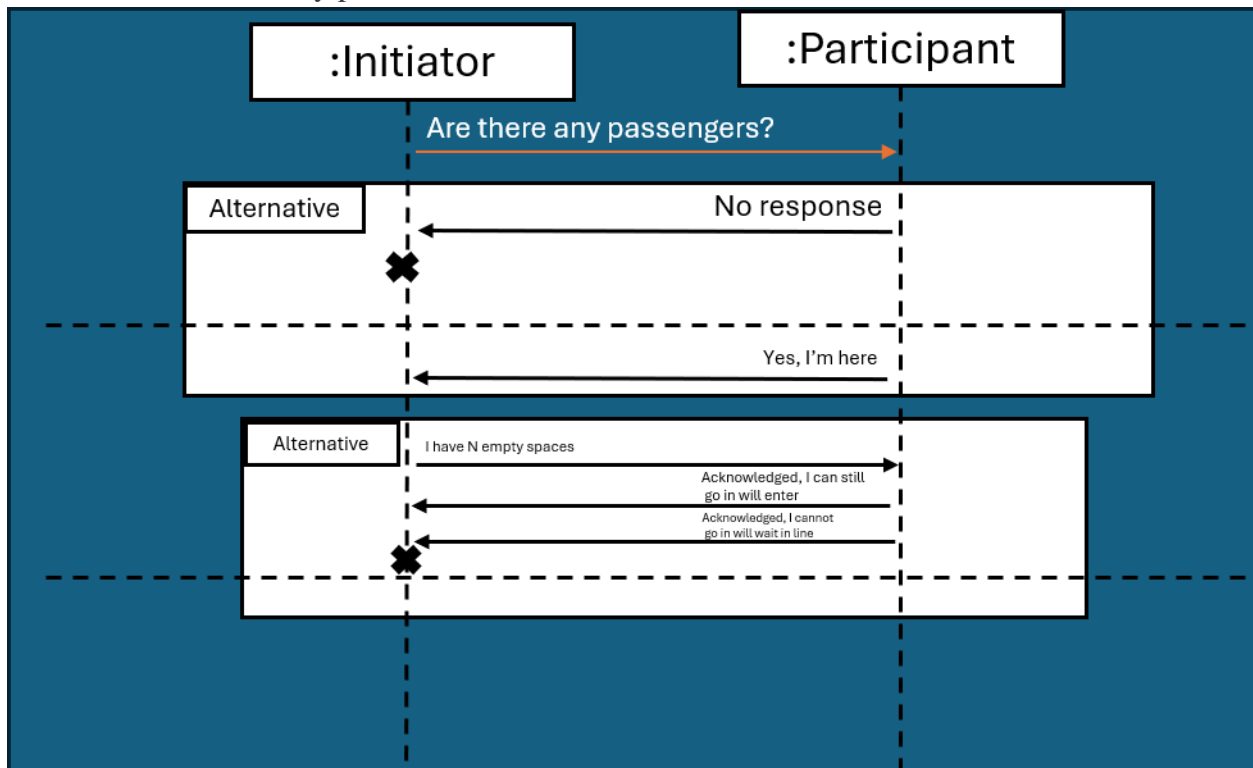 :Initiator
:Participant
Are there any passengers?
Alternative
No response
Yes, I'm here
Alternative
I have N empty spaces
Acknowledged, I can still
go in will enter
Acknowledged, I cannot
go in will wait in line